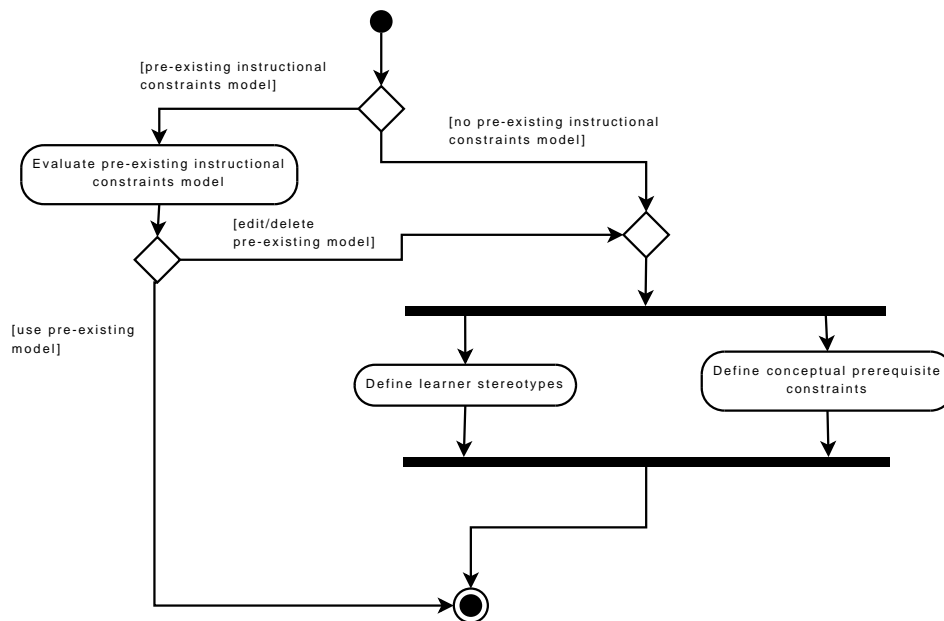 [pre-existing instructional
constraints model]
[no pre-existing instructional
constraints model]
Evaluate pre-existing instructional
constraints model
[edit/delete
pre-existing model]
[use pre-existing
model]
Define learner stereotypes
Define conceptual prerequisite
constraints